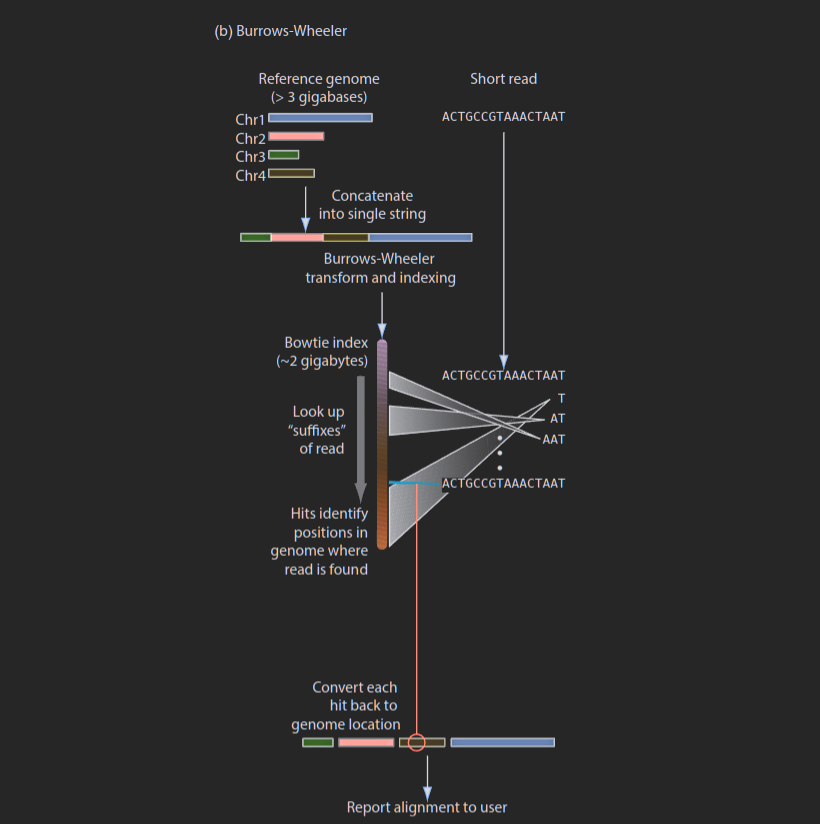 (b) Burrows-Wheeler
Reference genome
(> 3 gigabases)
Short read
Chr1
Chr2
Chr3
Chr4
ACTGCCGTAAACTAAT
Concatenate
into single string
Burrows-Wheeler
transform and indexing
Bowtie index
(~2 gigabytes)
ACTGCCGTAAACTAAT
T
AT
AAT
Look up
“suffixes”
of read
ACTGCCGTAAACTAAT
Hits identify
positions in
genome where
read is found
Convert each
hit back to
genome location
Report alignment to user